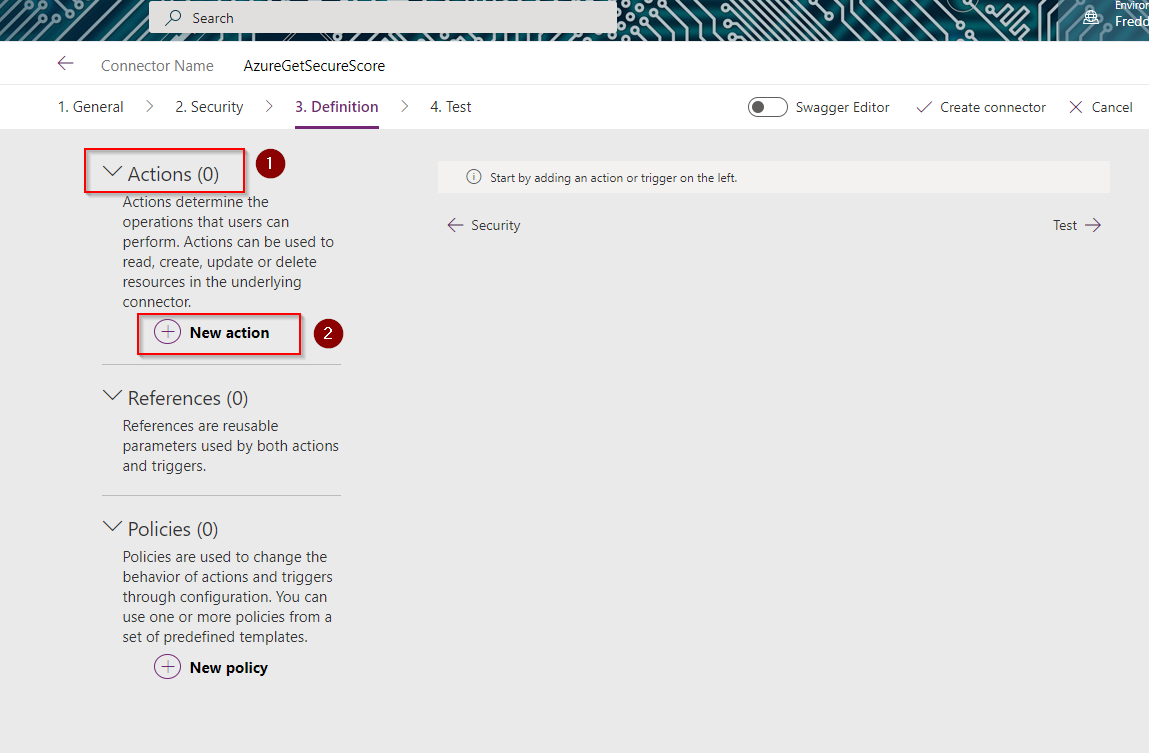 Search
Environ
Fredd
Connector Name AzureGetSecureScore
1. General 2. Security 3. Definition 4. Test Swagger Editor Create connector Cancel
Actions (0) 1
Actions determine the
operations that users can
perform. Actions can be used to
read, create, update or delete
resources in the underlying
connector.
New action 2
References (0)
References are reusable
parameters used by both actions
and triggers.
Policies (0)
Policies are used to change the
behavior of actions and triggers
through configuration. You can
use one or more policies from a
set of predefined templates.
New policy
Start by adding an action or trigger on the left.
Security Test